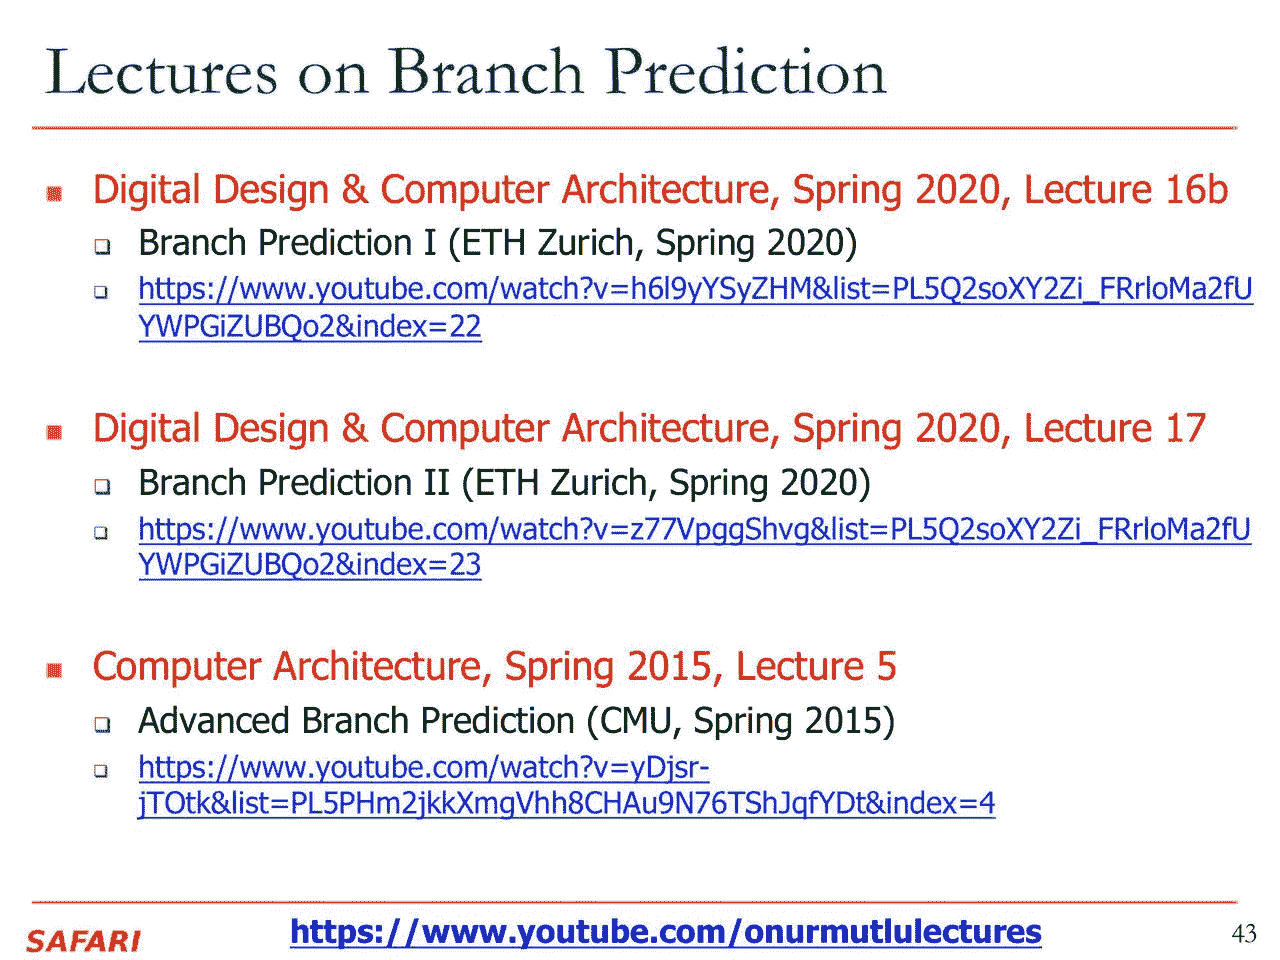 Lectures on Branch Prediction
Digital Design & Computer Architecture, Spring 2020, Lecture 16b
Branch Prediction I (ETH Zurich, Spring 2020)
https://www.youtube.com/watch?v=h6l9yYSyZHM&list=PL5Q2soXY2Zi_FRrloMa2fU
YWPGiZUBQo2&index=22
Digital Design & Computer Architecture, Spring 2020, Lecture 17
Branch Prediction II (ETH Zurich, Spring 2020)
https://www.youtube.com/watch?v=z77VpggShvg&list=PL5Q2soXY2Zi_FRrloMa2fU
YWPGiZUBQo2&index=23
Computer Architecture, Spring 2015, Lecture 5
Advanced Branch Prediction (CMU, Spring 2015)
https://www.youtube.com/watch?v=yDjsr-
jTOtk&list=PL5PHm2jkkXmgVhh8CHAu9N76TShJqfYDt&index=4
SAFARI
https://www.youtube.com/onurmutlulectures
43